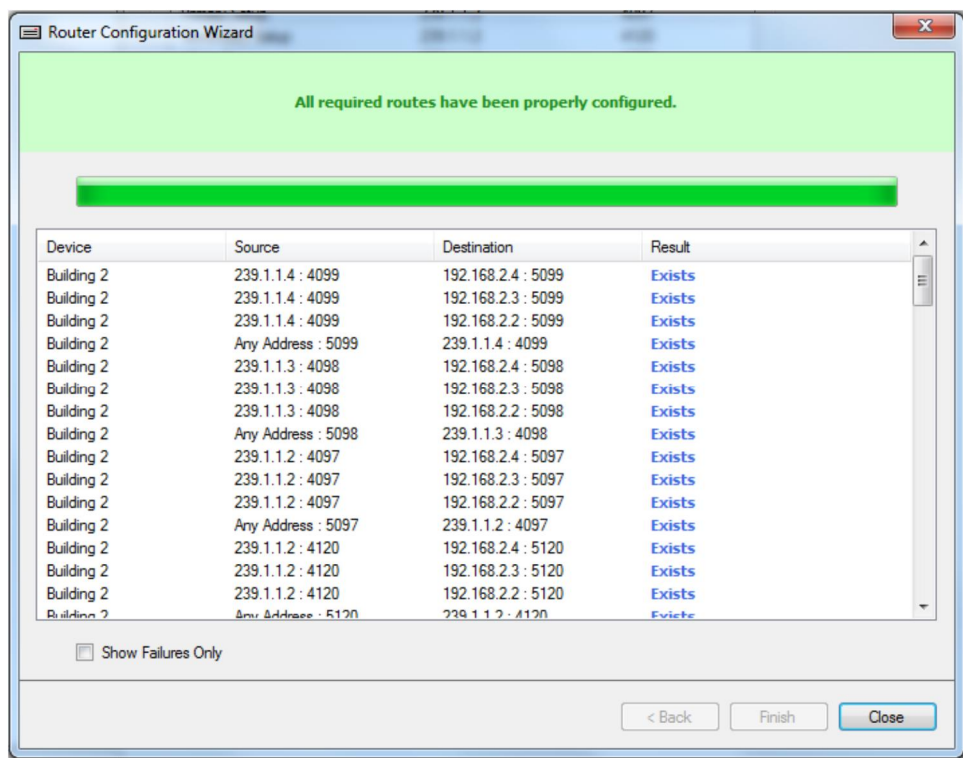 Router Configuration Wizard
All required routes have been properly configured.
Device Source Destination Result
Building 2 239.1.1.4 : 4099 192.168.2.4 : 5099 Exists
Building 2 239.1.1.4 : 4099 192.168.2.3 : 5099 Exists
Building 2 239.1.1.4 : 4099 192.168.2.2 : 5099 Exists
Building 2 Any Address : 5099 239.1.1.4 : 4099 Exists
Building 2 239.1.1.3 : 4098 192.168.2.4 : 5098 Exists
Building 2 239.1.1.3 : 4098 192.168.2.3 : 5098 Exists
Building 2 239.1.1.3 : 4098 192.168.2.2 : 5098 Exists
Building 2 Any Address : 5098 239.1.1.3 : 4098 Exists
Building 2 239.1.1.2 : 4097 192.168.2.4 : 5097 Exists
Building 2 239.1.1.2 : 4097 192.168.2.3 : 5097 Exists
Building 2 239.1.1.2 : 4097 192.168.2.2 : 5097 Exists
Building 2 Any Address : 5097 239.1.1.2 : 4097 Exists
Building 2 239.1.1.2 : 4120 192.168.2.4 : 5120 Exists
Building 2 239.1.1.2 : 4120 192.168.2.3 : 5120 Exists
Building 2 239.1.1.2 : 4120 192.168.2.2 : 5120 Exists
Building 2 Any Address : 5120 239.1.1.2 : 4120 Exists
Show Failures Only
< Back Finish Close